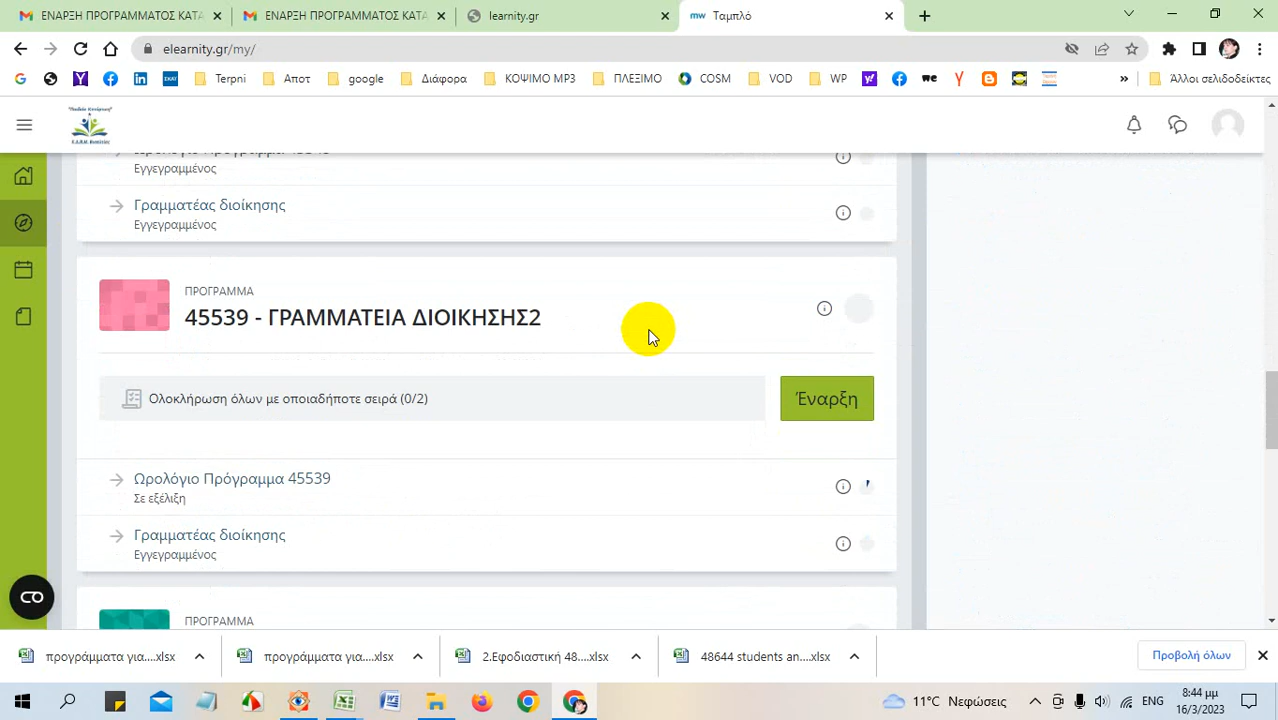 ΕΝΑΡΞΗ ΠΡΟΓΡΑΜΜΑΤΟΣ ΚΑΤΑ
ΕΝΑΡΞΗ ΠΡΟΓΡΑΜΜΑΤΟΣ ΚΑΤΑ
learnity.gr
Ταμπλό
elearnity.gr/my/
Terpni
Αποτ
google
Διάφορα
ΚΟΨΙΜΟ MP3
ΠΛΕΞΙΜΟ
COSM
VOD
WP
Άλλοι σελιδοδείκτες
Εγγεγραμμένος
Γραμματέας διοίκησης
Εγγεγραμμένος
ΠΡΟΓΡΑΜΜΑ
45539 - ΓΡΑΜΜΑΤΕΙΑ ΔΙΟΙΚΗΣΗΣ2
Ολοκλήρωση όλων με οποιαδήποτε σειρά (0/2)
Έναρξη
Ωρολόγιο Πρόγραμμα 45539
Σε εξέλιξη
Γραμματέας διοίκησης
Εγγεγραμμένος
ΠΡΟΓΡΑΜΜΑ
προγράμματα για....xlsx
προγράμματα για....xlsx
2.Εφοδιαστική 48....xlsx
48644 students an....xlsx
Προβολή όλων
11°C Νεφώσεις
ENG
8:44 μμ
16/3/2023